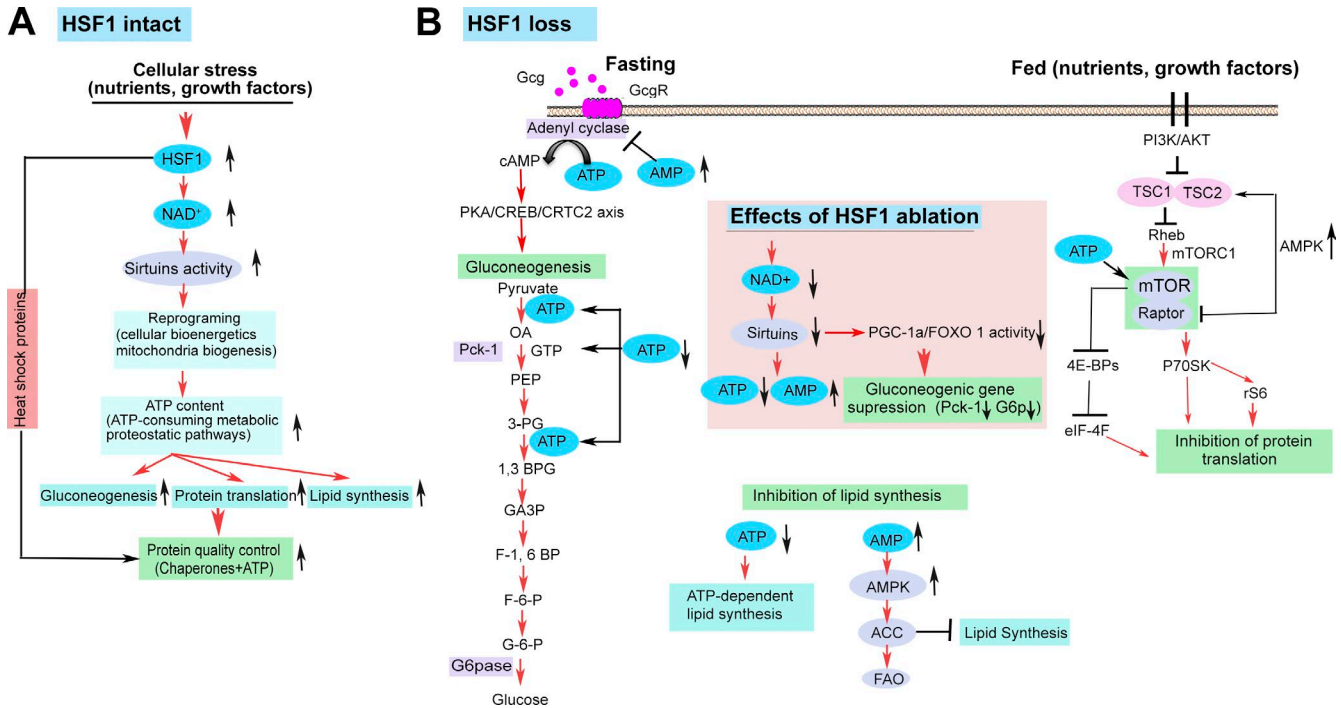 A
HSF1 intact
Cellular stress
(nutrients, growth factors)
HSF1
NAD⁺
Sirtuins activity
Heat shock proteins
Reprograming
(cellular bioenergetics
mitochondria biogenesis)
ATP content
(ATP-consuming metabolic
proteostatic pathways)
Gluconeogenesis
Protein translation
Lipid synthesis
Protein quality control
(Chaperones+ATP)
B
HSF1 loss
Fasting
Gcg
GcgR
Adenyl cyclase
cAMP
ATP
AMP
PKA/CREB/CRTC2 axis
Gluconeogenesis
Pyruvate
ATP
OA
Pck-1
GTP
ATP
PEP
3-PG
ATP
1,3 BPG
GA3P
F-1, 6 BP
F-6-P
G-6-P
G6pase
Glucose
Effects of HSF1 ablation
NAD+
Sirtuins
PGC-1a/FOXO 1 activity
ATP
AMP
Gluconeogenic gene
supression (Pck-1 G6p )
Inhibition of lipid synthesis
ATP
ATP-dependent
lipid synthesis
AMP
AMPK
ACC
Lipid Synthesis
FAO
Fed (nutrients, growth factors)
PI3K/AKT
TSC1
TSC2
Rheb
mTORC1
AMPK
ATP
mTOR
Raptor
4E-BPs
P70SK
rS6
eIF-4F
Inhibition of protein
translation